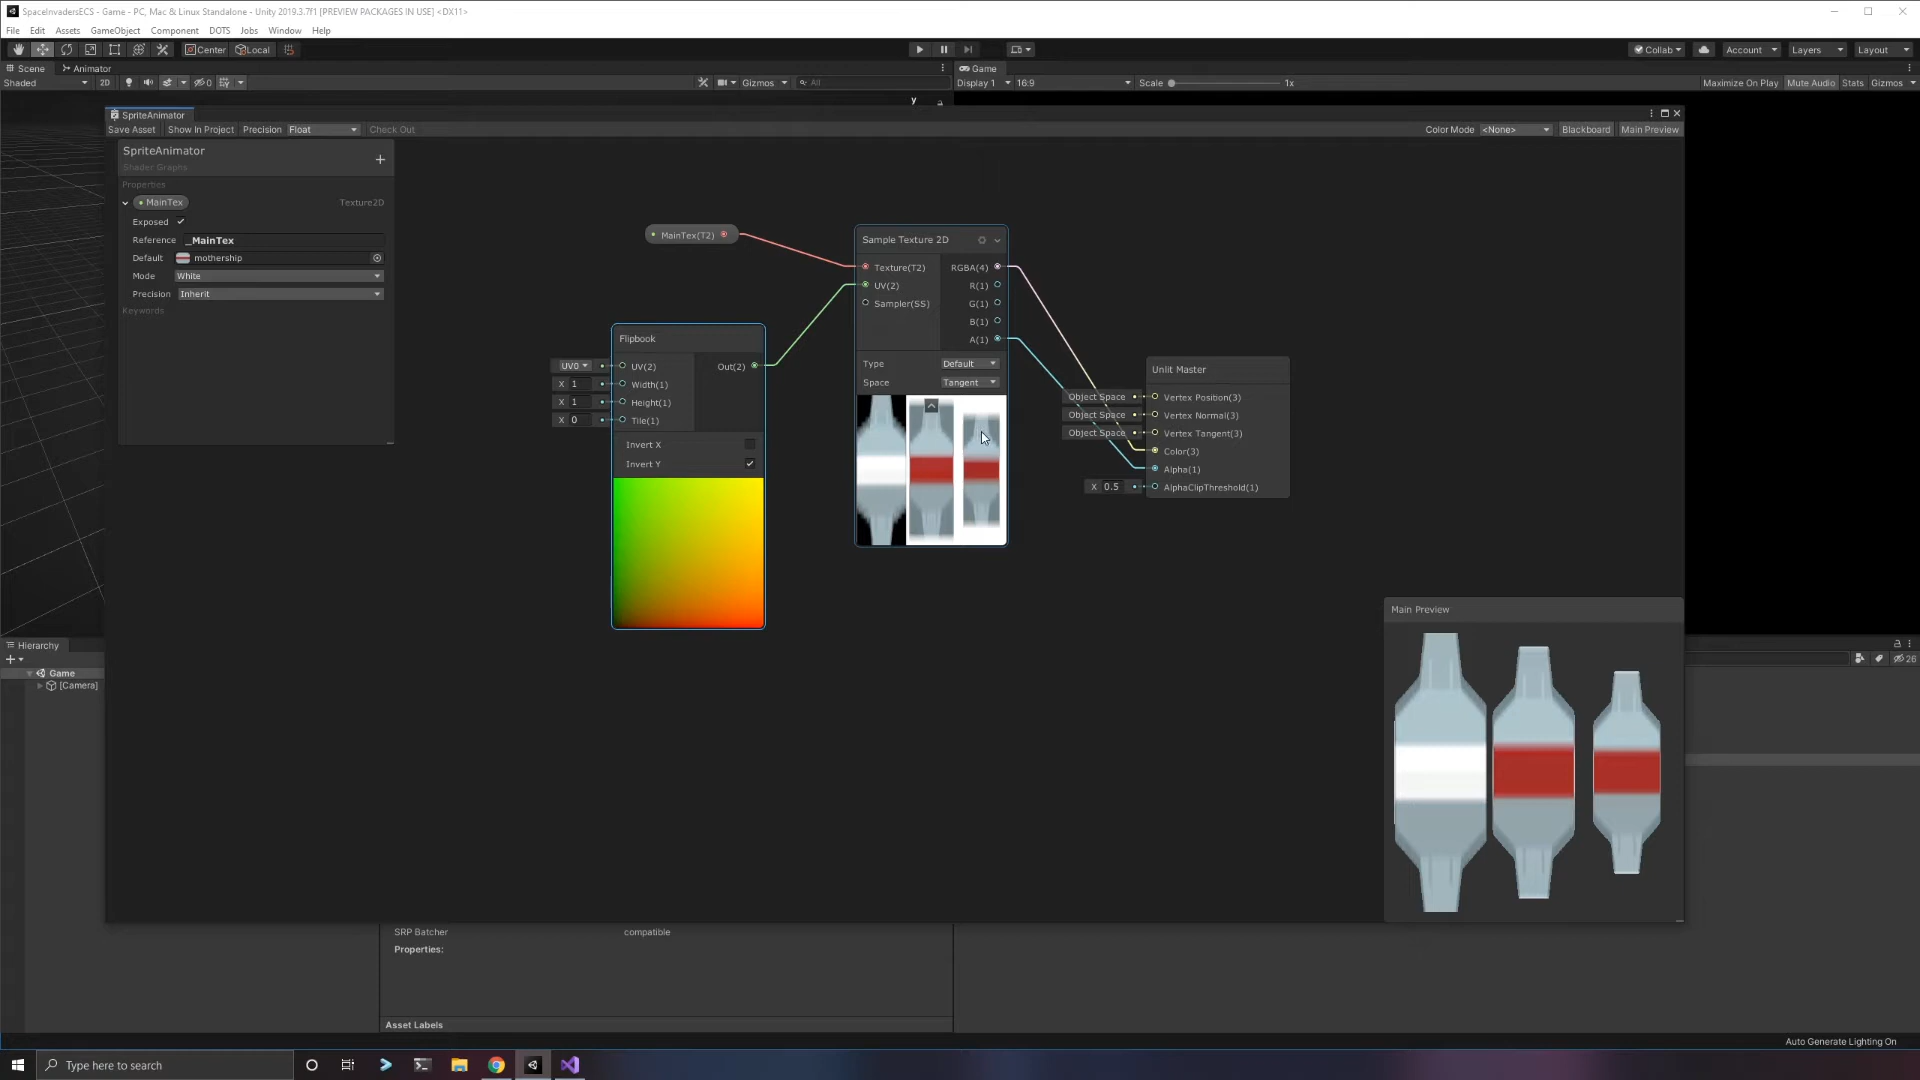 SpaceInvadersECS - Game - PC, Mac & Linux Standalone - Unity 2019.3.7f1 [PREVIEW PACKAGES IN USE] <DX11>
File Edit Assets GameObject Component DOTS Jobs Window Help
Center Local
Collab Account Layers Layout
Scene Animator
Game
Shaded 2D Gizmos All
Display 1 16:9 Scale 1x Maximize On Play Mute Audio Stats Gizmos
y
SpriteAnimator
Save Asset Show In Project Precision Float Check Out
Color Mode <None> Blackboard Main Preview
SpriteAnimator
Shader Graphs
Properties
MainTex Texture2D
Exposed
Reference _MainTex
Default mothership
Mode White
Precision Inherit
Keywords
MainTex(T2)
Sample Texture 2D
Texture(T2) RGBA(4)
UV(2) R(1)
Sampler(SS) G(1)
B(1)
A(1)
Type Default
Space Tangent
Flipbook
UV0 UV(2) Out(2)
X 1 Width(1)
X 1 Height(1)
X 0 Tile(1)
Invert X
Invert Y
Unlit Master
Object Space Vertex Position(3)
Object Space Vertex Normal(3)
Object Space Vertex Tangent(3)
Color(3)
Alpha(1)
X 0.5 AlphaClipThreshold(1)
Main Preview
Hierarchy
Game
[Camera]
26
SRP Batcher compatible
Properties:
Asset Labels
Auto Generate Lighting On
Type here to search